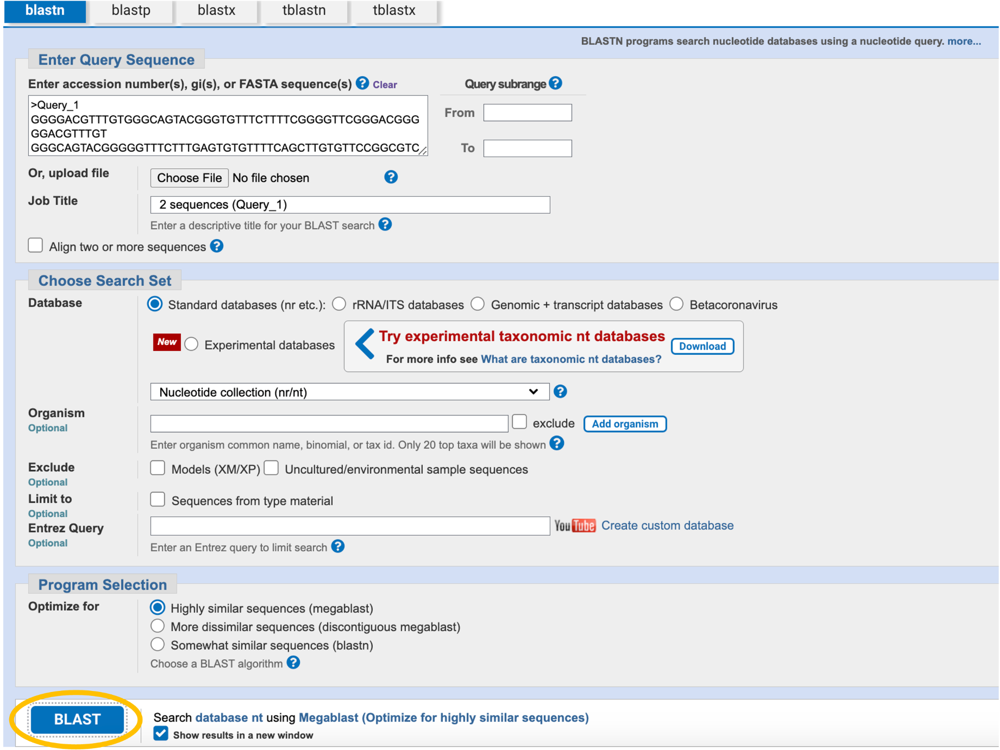 blastn blastp blastx tblastn tblastx
BLASTN programs search nucleotide databases using a nucleotide query. more...
Enter Query Sequence
Enter accession number(s), gi(s), or FASTA sequence(s) ? Clear
Query subrange ?
>Query_1
GGGGACGTTTGTGGGCAGTACGGGTGTTTCTTTTCGGGGTTCGGGACGGG
GGACGTTTGT
GGGCAGTACGGGGGTTTCTTTGAGTGTGTTTTCAGCTTGTGTTCCGGCGTC
From
To
Or, upload file Choose File No file chosen ?
Job Title 2 sequences (Query_1)
Enter a descriptive title for your BLAST search ?
Align two or more sequences ?
Choose Search Set
Database Standard databases (nr etc.): rRNA/ITS databases Genomic + transcript databases Betacoronavirus
New Experimental databases
Try experimental taxonomic nt databases
For more info see What are taxonomic nt databases?
Download
Nucleotide collection (nr/nt) ?
Organism
Optional
exclude Add organism
Enter organism common name, binomial, or tax id. Only 20 top taxa will be shown ?
Exclude
Optional
Models (XM/XP) Uncultured/environmental sample sequences
Limit to
Optional
Sequences from type material
Entrez Query
Optional
YouTube Create custom database
Enter an Entrez query to limit search ?
Program Selection
Optimize for
Highly similar sequences (megablast)
More dissimilar sequences (discontiguous megablast)
Somewhat similar sequences (blastn)
Choose a BLAST algorithm ?
BLAST
Search database nt using Megablast (Optimize for highly similar sequences)
Show results in a new window